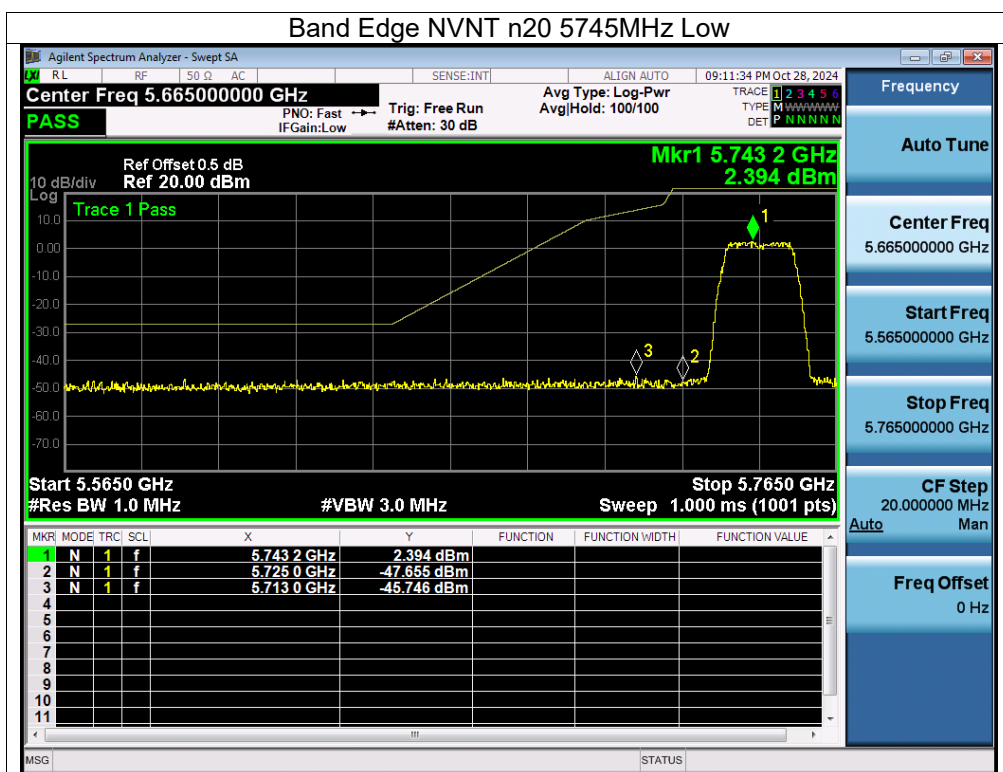 Band Edge NVNT n20 5745MHz Low
Agilent Spectrum Analyzer - Swept SA
LXI RL RF 50 Ω AC SENSE:INT ALIGN AUTO 09:11:34 PM Oct 28, 2024
Center Freq 5.665000000 GHz
PASS
PNO: Fast
IFGain:Low
Trig: Free Run
#Atten: 30 dB
Avg Type: Log-Pwr
Avg|Hold: 100/100
TRACE 1 2 3 4 5 6
TYPE M WWWWW
DET P N N N N N
Ref Offset 0.5 dB
10 dB/div Ref 20.00 dBm
Log
Mkr1 5.743 2 GHz
2.394 dBm
Trace 1 Pass
10.0
0.00
-10.0
-20.0
-30.0
-40.0
-50.0
-60.0
-70.0
1
3
2
Start 5.5650 GHz Stop 5.7650 GHz
#Res BW 1.0 MHz #VBW 3.0 MHz Sweep 1.000 ms (1001 pts)
MKR MODE TRC SCL X Y FUNCTION FUNCTION WIDTH FUNCTION VALUE
1 N 1 f 5.743 2 GHz 2.394 dBm
2 N 1 f 5.725 0 GHz -47.655 dBm
3 N 1 f 5.713 0 GHz -45.746 dBm
4
5
6
7
8
9
10
11
MSG STATUS
Frequency
Auto Tune
Center Freq
5.665000000 GHz
Start Freq
5.565000000 GHz
Stop Freq
5.765000000 GHz
CF Step
20.000000 MHz
Auto Man
Freq Offset
0 Hz